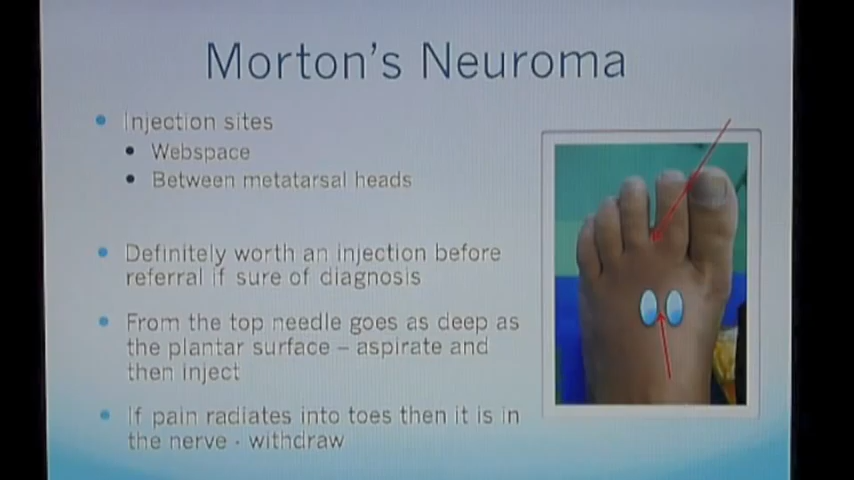 Morton's Neuroma
Injection sites
Webspace
Between metatarsal heads
Definitely worth an injection before
referral if sure of diagnosis
From the top needle goes as deep as
the plantar surface – aspirate and
then inject
If pain radiates into toes then it is in
the nerve - withdraw